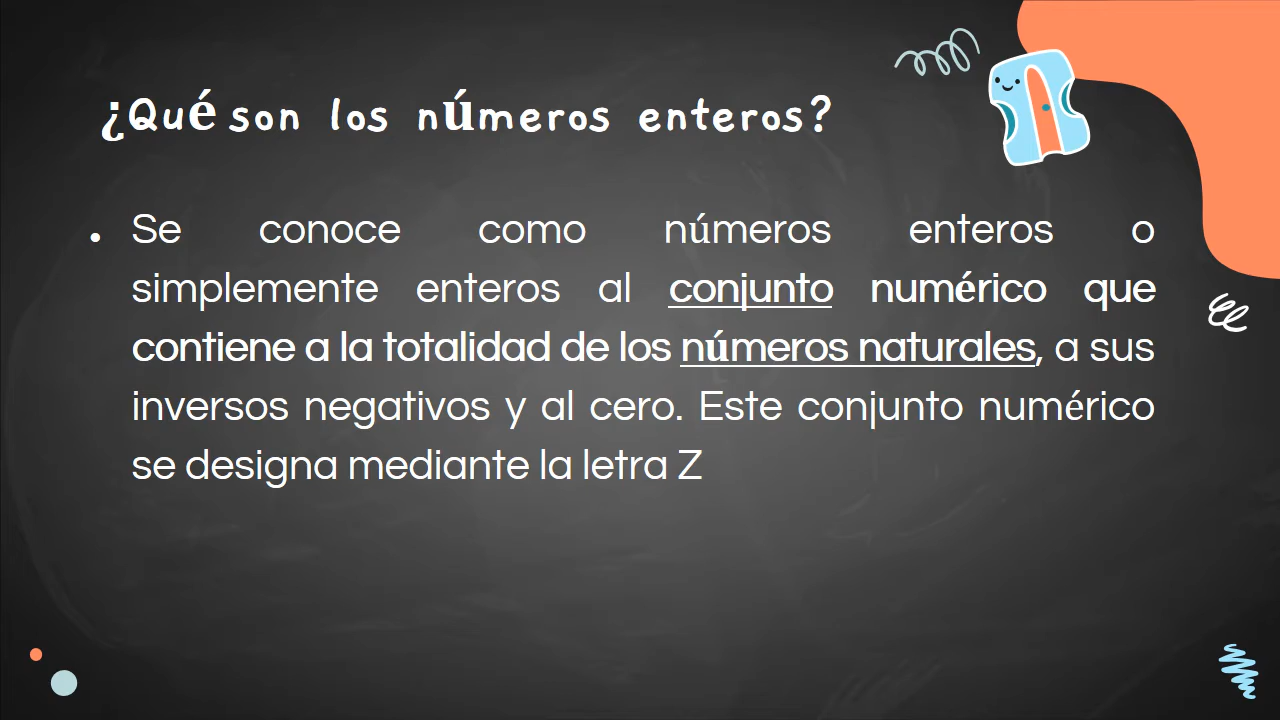 ¿Qué son los números enteros?
• Se conoce como números enteros o
simplemente enteros al conjunto numérico que
contiene a la totalidad de los números naturales, a sus
inversos negativos y al cero. Este conjunto numérico
se designa mediante la letra Z